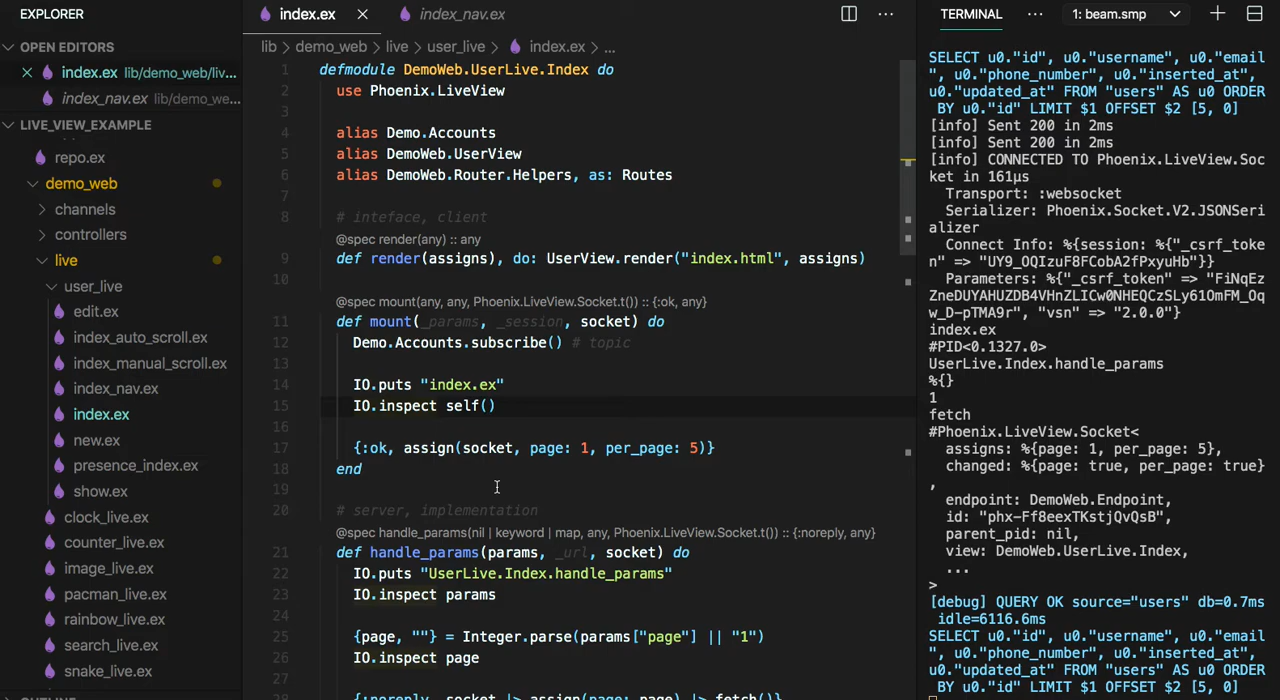 EXPLORER
OPEN EDITORS
index.ex lib/demo_web/liv...
index_nav.ex lib/demo_we...
LIVE_VIEW_EXAMPLE
repo.ex
demo_web
channels
controllers
live
user_live
edit.ex
index_auto_scroll.ex
index_manual_scroll.ex
index_nav.ex
index.ex
new.ex
presence_index.ex
show.ex
clock_live.ex
counter_live.ex
image_live.ex
pacman_live.ex
rainbow_live.ex
search_live.ex
snake_live.ex
OUTLINE
index.ex
index_nav.ex
lib > demo_web > live > user_live > index.ex > ...
1 defmodule DemoWeb.UserLive.Index do
2 use Phoenix.LiveView
3
4 alias Demo.Accounts
5 alias DemoWeb.UserView
6 alias DemoWeb.Router.Helpers, as: Routes
7
8 # inteface, client
@spec render(any) :: any
9 def render(assigns), do: UserView.render("index.html", assigns)
10
@spec mount(any, any, Phoenix.LiveView.Socket.t()) :: {:ok, any}
11 def mount(_params, _session, socket) do
12 Demo.Accounts.subscribe() # topic
13
14 IO.puts "index.ex"
15 IO.inspect self()
16
17 {:ok, assign(socket, page: 1, per_page: 5)}
18 end
19
20 # server, implementation
@spec handle_params(nil | keyword | map, any, Phoenix.LiveView.Socket.t()) :: {:noreply, any}
21 def handle_params(params, _url, socket) do
22 IO.puts "UserLive.Index.handle_params"
23 IO.inspect params
24
25 {page, ""} = Integer.parse(params["page"] || "1")
26 IO.inspect page
27
28 {:noreply, socket |> assign(page: page) |> fetch()}
TERMINAL ... 1: beam.smp
SELECT u0."id", u0."username", u0."email
", u0."phone_number", u0."inserted_at",
u0."updated_at" FROM "users" AS u0 ORDER
BY u0."id" LIMIT $1 OFFSET $2 [5, 0]
[info] Sent 200 in 2ms
[info] Sent 200 in 2ms
[info] CONNECTED TO Phoenix.LiveView.Soc
ket in 161µs
Transport: :websocket
Serializer: Phoenix.Socket.V2.JSONSeri
alizer
Connect Info: %{session: %{"_csrf_toke
n" => "UY9_OQIzuF8FCobA2fPxyuHb"}}
Parameters: %{"_csrf_token" => "FiNqEz
ZneDUYAHUZDB4VHnZLICw0NHEQCzSLy61OmFM_Oq
w_D-pTMA9r", "vsn" => "2.0.0"}
index.ex
#PID<0.1327.0>
UserLive.Index.handle_params
%{}
1
fetch
#Phoenix.LiveView.Socket<
assigns: %{page: 1, per_page: 5},
changed: %{page: true, per_page: true}
,
endpoint: DemoWeb.Endpoint,
id: "phx-Ff8eexTKstjQvQsB",
parent_pid: nil,
view: DemoWeb.UserLive.Index,
...
>
[debug] QUERY OK source="users" db=0.7ms
idle=6116.6ms
SELECT u0."id", u0."username", u0."email
", u0."phone_number", u0."inserted_at",
u0."updated_at" FROM "users" AS u0 ORDER
BY u0."id" LIMIT $1 OFFSET $2 [5, 0]